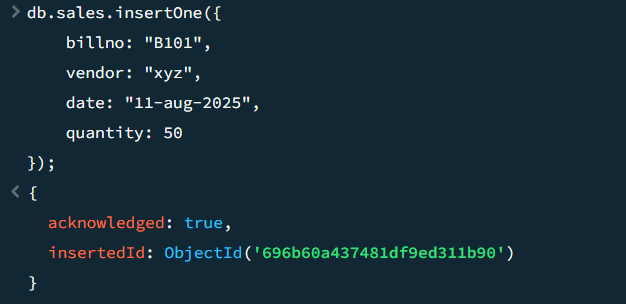 > db.sales.insertOne({
billno: "B101",
vendor: "xyz",
date: "11-aug-2025",
quantity: 50
});
< {
acknowledged: true,
insertedId: ObjectId('696b60a437481df9ed311b90')
}